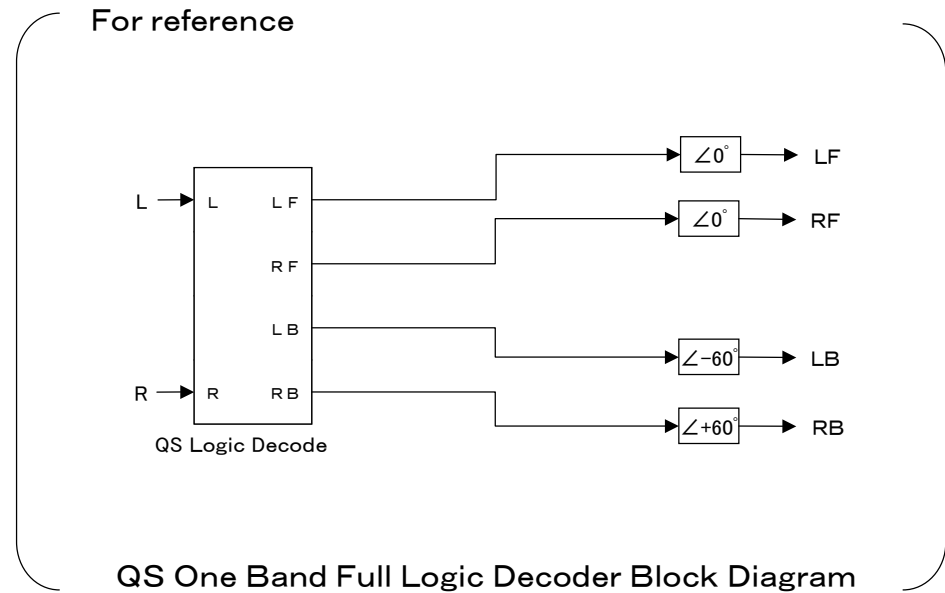 For reference
∠0° LF
L L LF
∠0° RF
RF
LB
∠−60° LB
R R RB
∠+60° RB
QS Logic Decode
QS One Band Full Logic Decoder Block Diagram